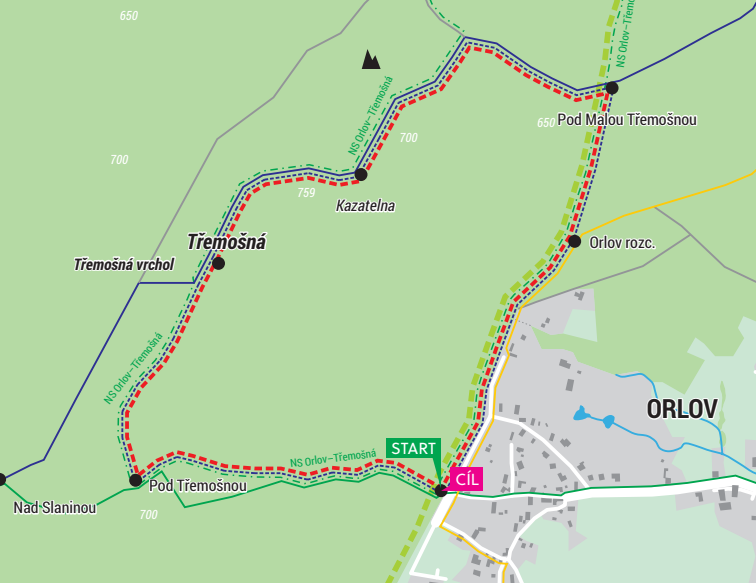 650
NS Orlov–Třemošná
700
650
Pod Malou Třemošnou
NS Orlov–Třemošná
700
759
Kazatelna
Třemošná
Orlov rozc.
Třemošná vrchol
NS Orlov–Třemošná
ORLOV
START
NS Orlov–Třemošná
CÍL
Pod Třemošnou
Nad Slaninou
700